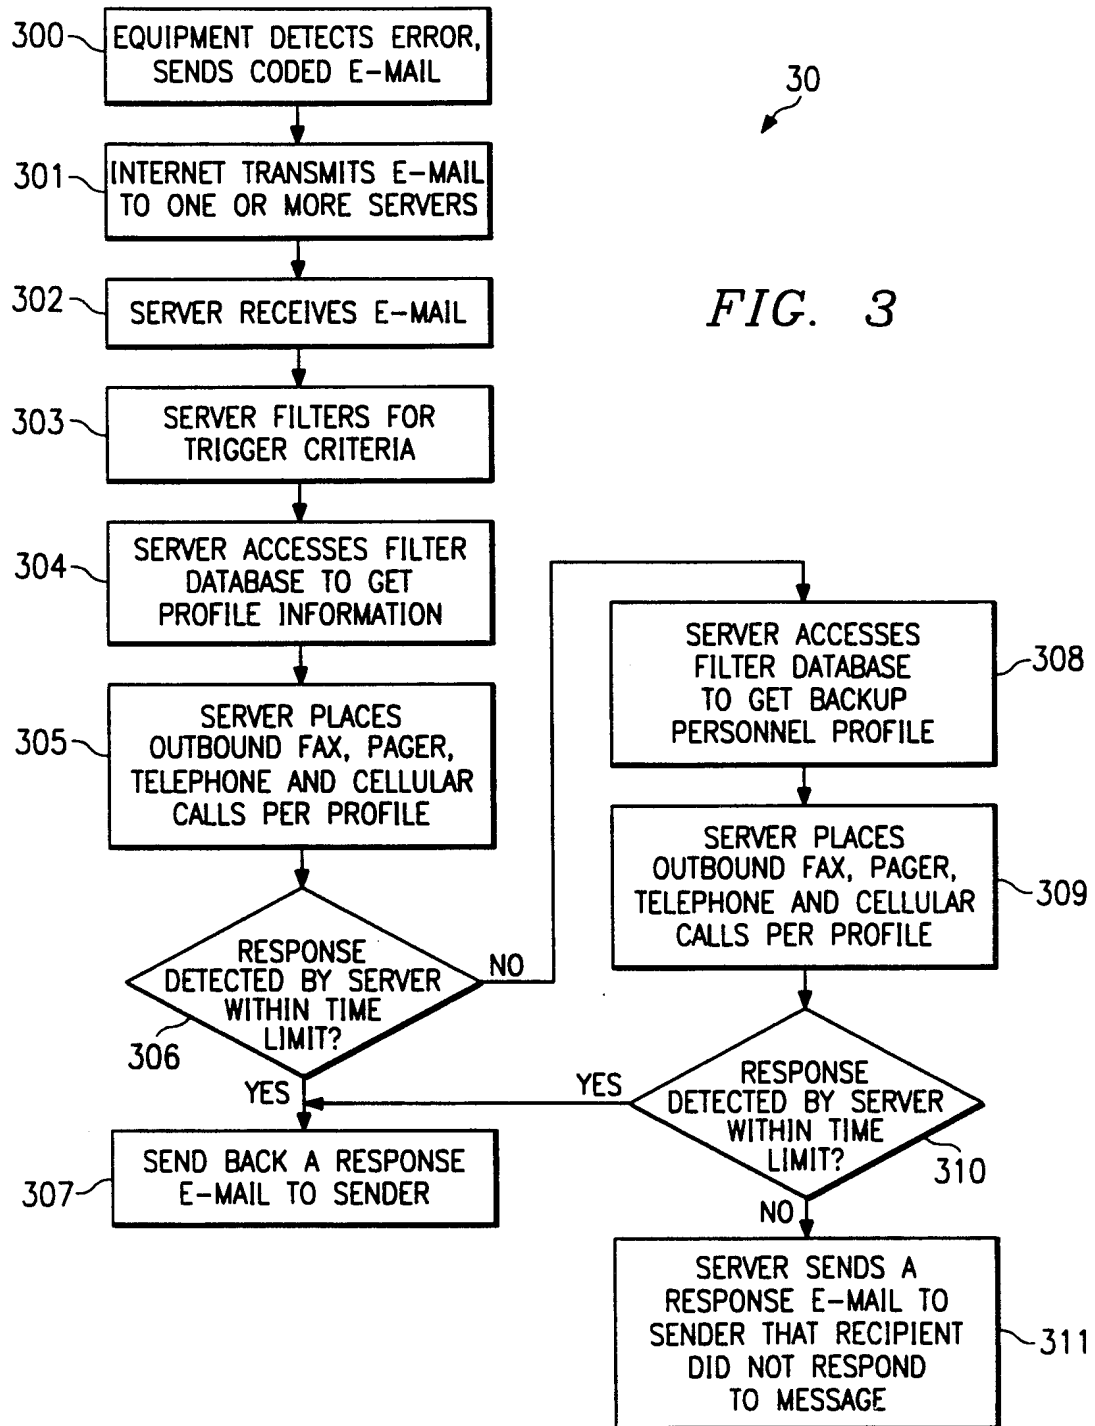 300
EQUIPMENT DETECTS ERROR,
SENDS CODED E-MAIL
30
301
INTERNET TRANSMITS E-MAIL
TO ONE OR MORE SERVERS
302
SERVER RECEIVES E-MAIL
FIG. 3
303
SERVER FILTERS FOR
TRIGGER CRITERIA
304
SERVER ACCESSES FILTER
DATABASE TO GET
PROFILE INFORMATION
305
SERVER PLACES
OUTBOUND FAX, PAGER,
TELEPHONE AND CELLULAR
CALLS PER PROFILE
306
RESPONSE
DETECTED BY SERVER
WITHIN TIME
LIMIT?
NO
YES
307
SEND BACK A RESPONSE
E-MAIL TO SENDER
308
SERVER ACCESSES
FILTER DATABASE
TO GET BACKUP
PERSONNEL PROFILE
309
SERVER PLACES
OUTBOUND FAX, PAGER,
TELEPHONE AND CELLULAR
CALLS PER PROFILE
310
RESPONSE
DETECTED BY SERVER
WITHIN TIME
LIMIT?
YES
NO
311
SERVER SENDS A
RESPONSE E-MAIL TO
SENDER THAT RECIPIENT
DID NOT RESPOND
TO MESSAGE